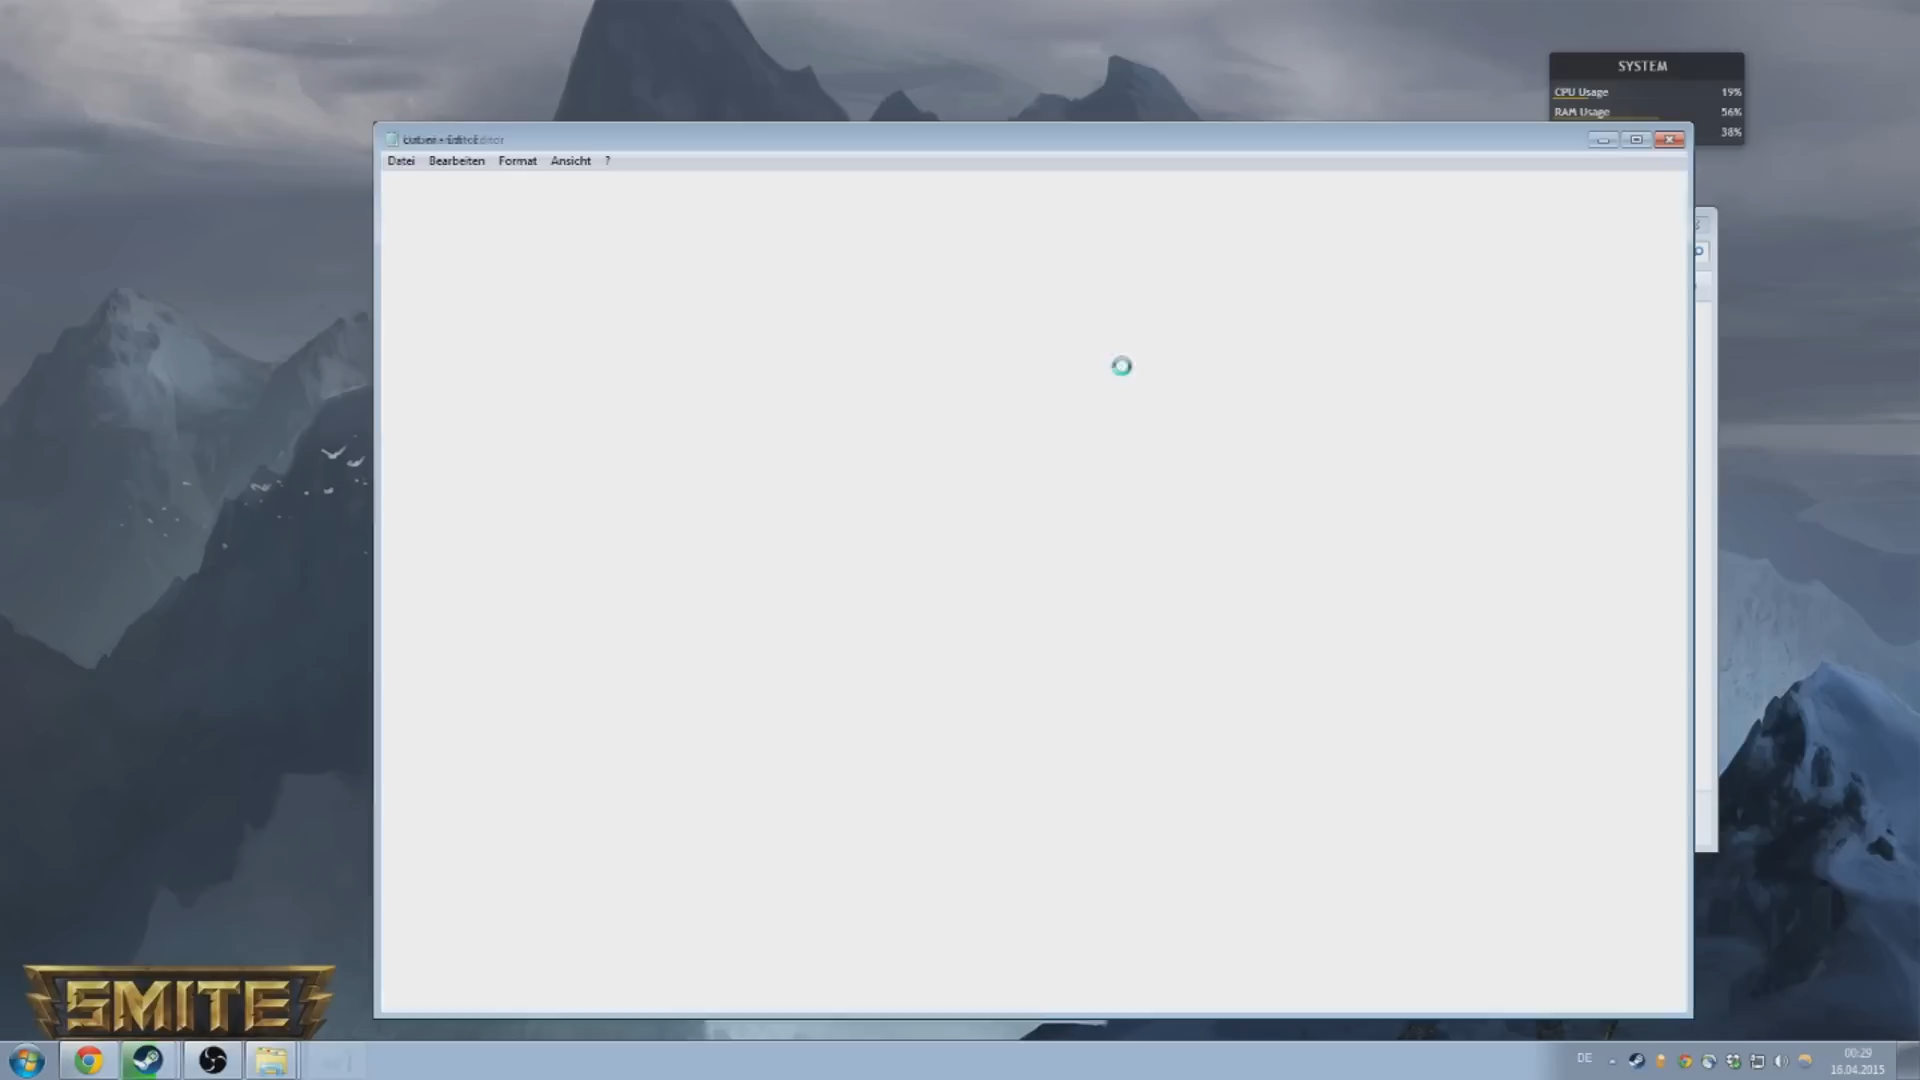 SYSTEM
CPU Usage 19%
RAM Usage 56%
38%
Datei Bearbeiten Format Ansicht ?
SMITE
DE
00:29
16.04.2015